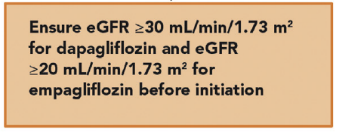 Ensure eGFR ≥30 mL/min/1.73 m²
for dapagliflozin and eGFR
≥20 mL/min/1.73 m² for
empagliflozin before initiation